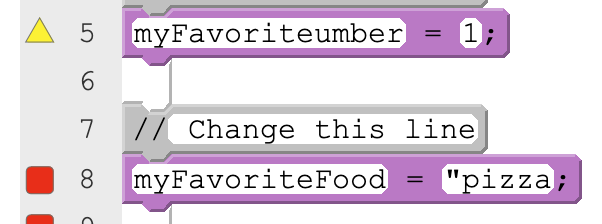 5 myFavoriteumber = 1;
6
7 // Change this line
8 myFavoriteFood = "pizza;